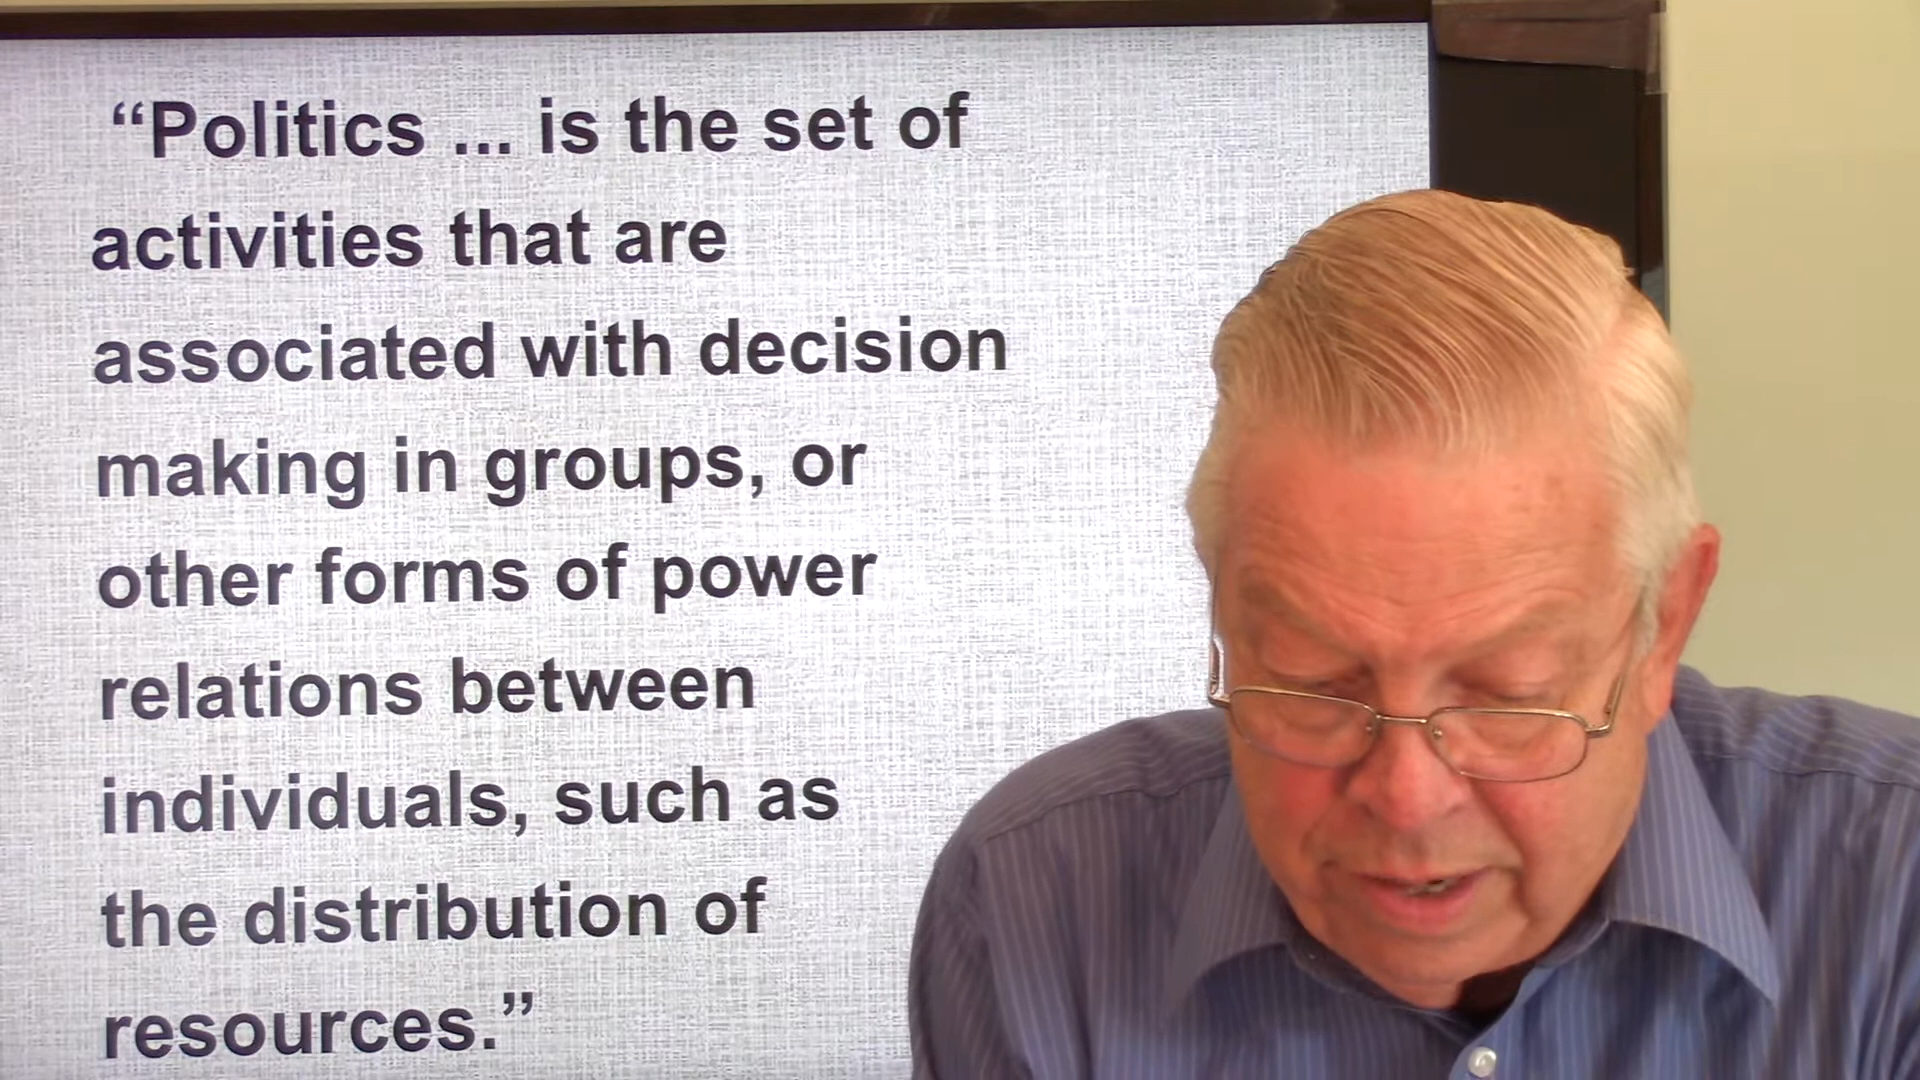 “Politics ... is the set of
activities that are
associated with decision
making in groups, or
other forms of power
relations between
individuals, such as
the distribution of
resources.”